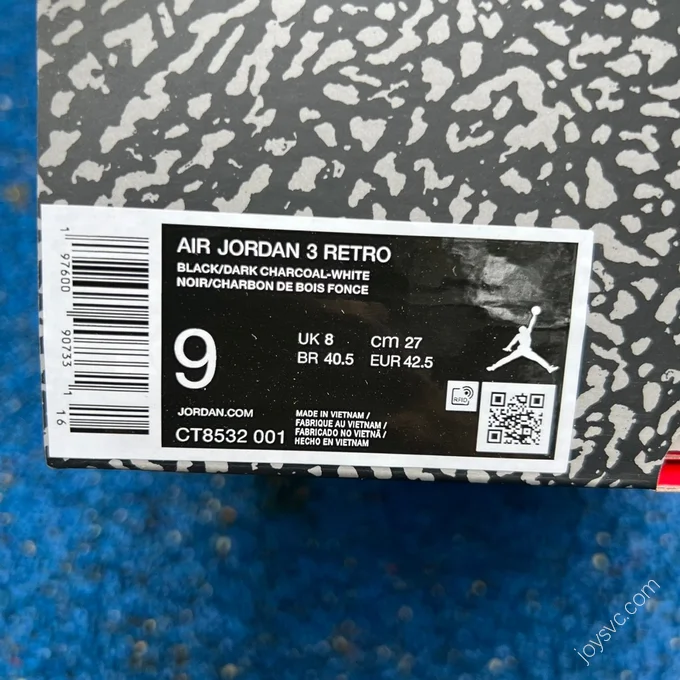 AIR JORDAN 3 RETRO
BLACK/DARK CHARCOAL-WHITE
NOIR/CHARBON DE BOIS FONCE
9
UK 8 cm 27
BR 40.5 EUR 42.5
JORDAN.COM
CT8532 001
MADE IN VIETNAM /
FABRIQUE AU VIETNAM /
FABRICADO NO VIETNÃ /
HECHO EN VIETNAM
RFID
1 97600 90733 1 16
joysvc.com